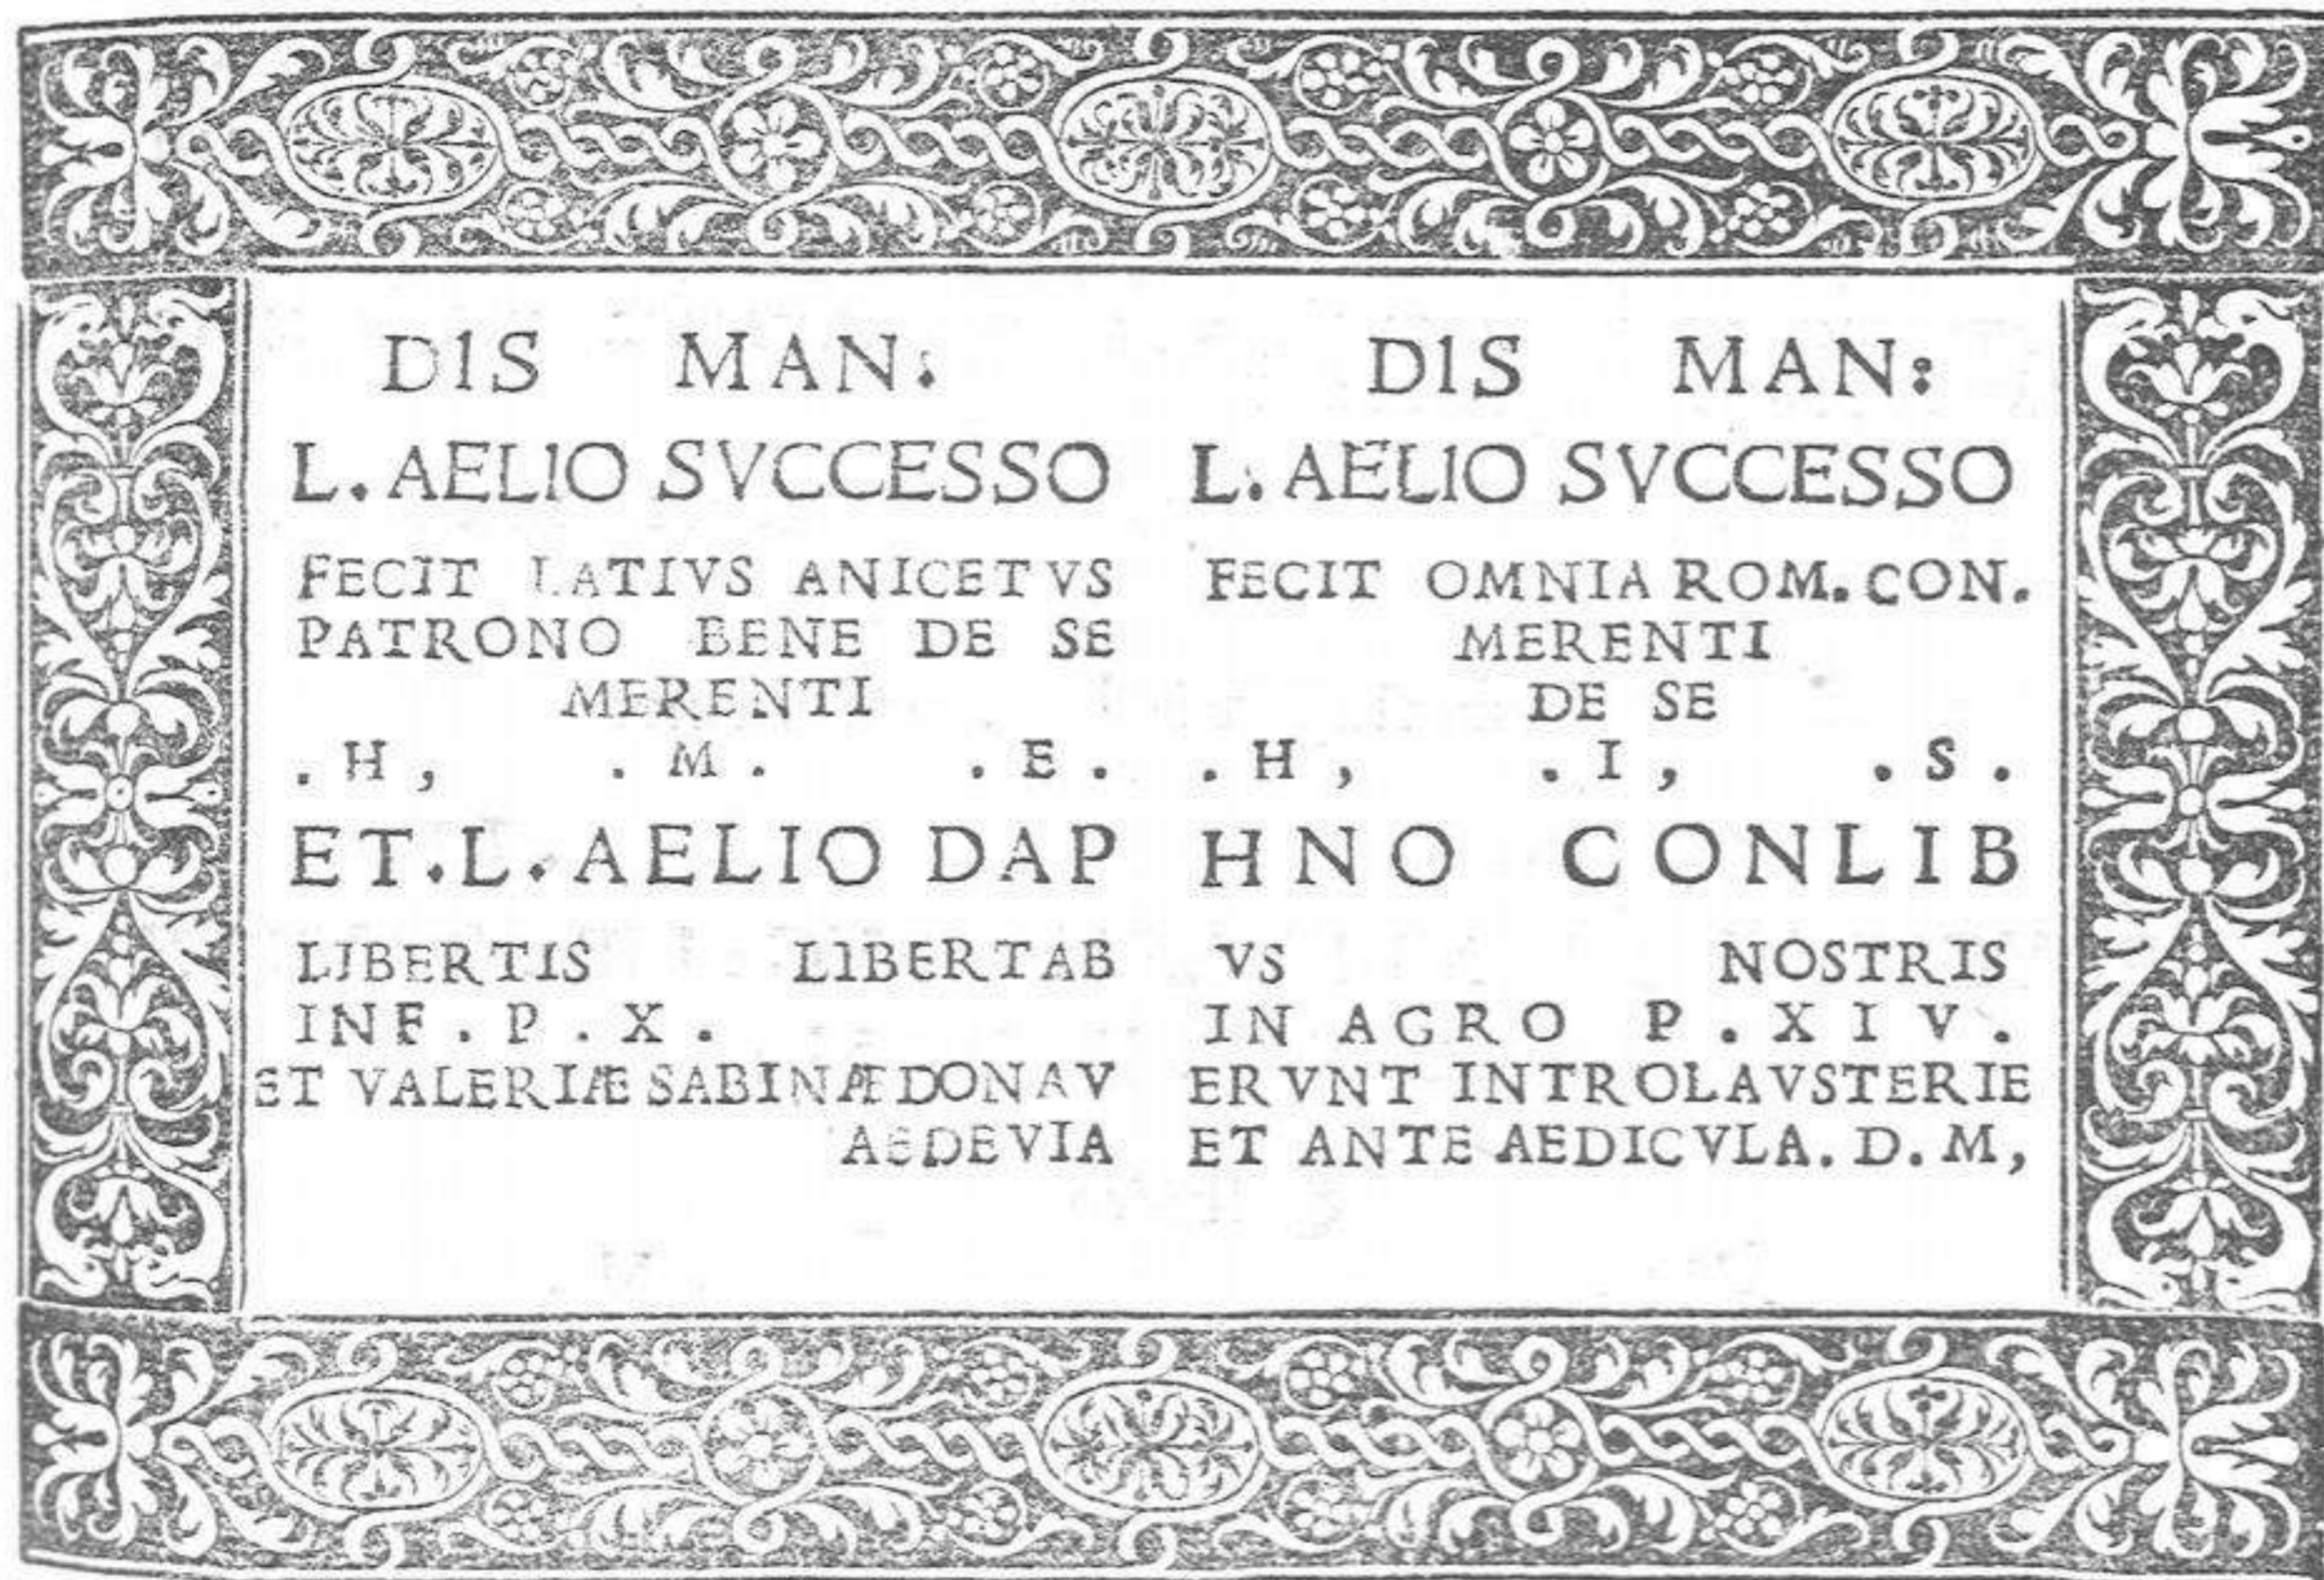 DIS MAN:
L. AELIO SVCCESSO
FECIT LATIVS ANICETVS
PATRONO BENE DE SE
MERENTI
. H , . M . . E .
DIS MAN:
L. AELIO SVCCESSO
FECIT OMNIA ROM. CON.
MERENTI
DE SE
. H , . I , . S .
ET. L. AELIO DAP HNO CONLIB
LIBERTIS LIBERTAB VS NOSTRIS
INF . P . X . IN AGRO P . X I V .
ET VALERIÆ SABINÆ DONAV ERVNT INTROLAVSTERIE
AEDEVIA ET ANTE AEDICVLA. D. M,